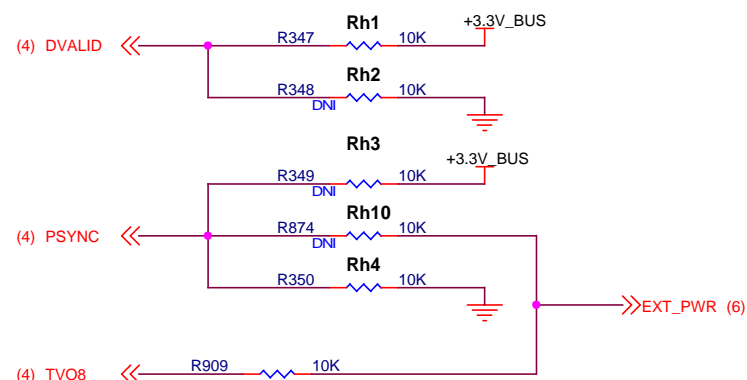 Rh1
+3.3V_BUS
(4) DVALID R347 10K
Rh2
R348 10K
DNI
Rh3
+3.3V_BUS
R349 10K
DNI
Rh10
(4) PSYNC R874 10K
DNI
Rh4
R350 10K
EXT_PWR (6)
(4) TVO8 R909 10K